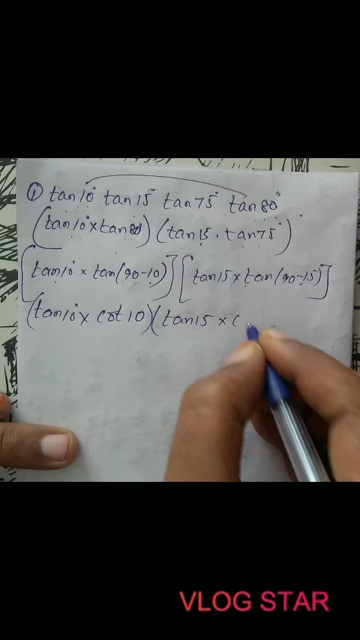 ① tan10° tan15° tan75° tan80°
(tan10° × tan80) (tan15. tan75°)
[tan10° × tan(90-10)] [tan15 × tan(90-15)]
(tan10° × cot10) (tan15 × c
VLOG STAR